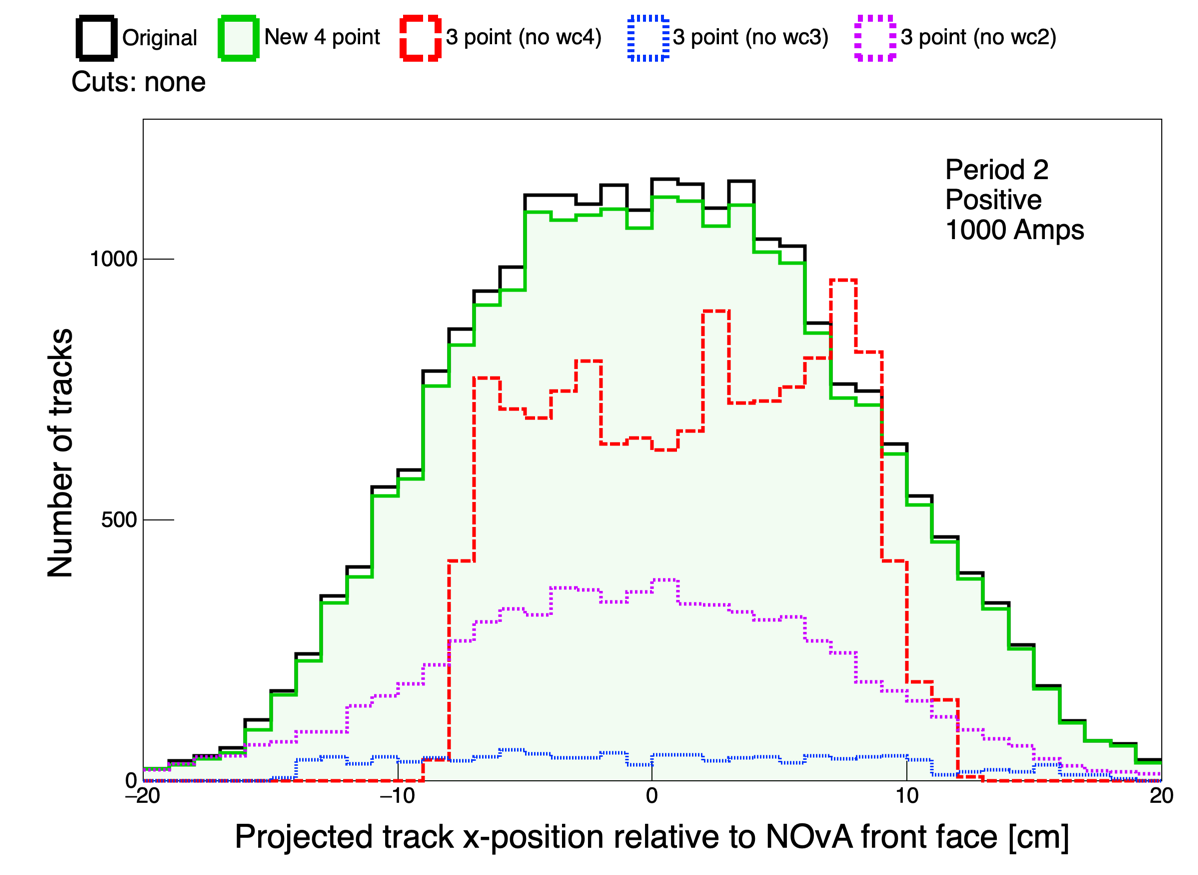 Original New 4 point 3 point (no wc4) 3 point (no wc3) 3 point (no wc2)
Cuts: none
Period 2
Positive
1000 Amps
1000
500
0
−20 −10 0 10 20
Number of tracks
Projected track x-position relative to NOvA front face [cm]